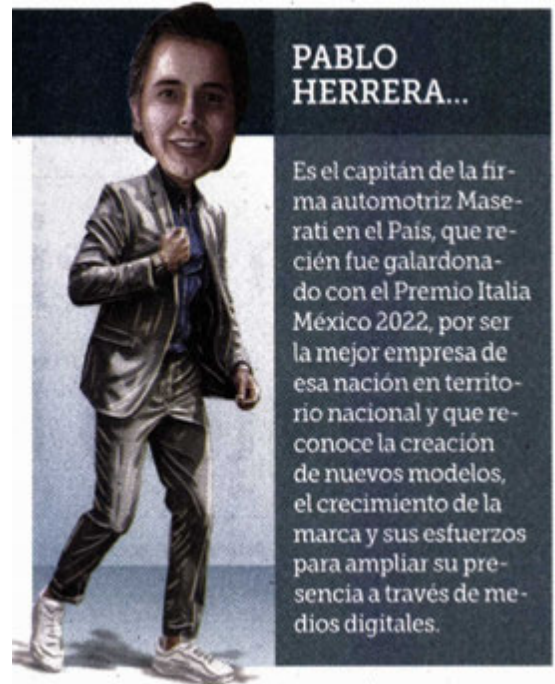 PABLO
HERRERA...
Es el capitán de la fir-
ma automotriz Mase-
rati en el País, que re-
cién fue galardona-
do con el Premio Italia
México 2022, por ser
la mejor empresa de
esa nación en territo-
rio nacional y que re-
conoce la creación
de nuevos modelos,
el crecimiento de la
marca y sus esfuerzos
para ampliar su pre-
sencia a través de me-
dios digitales.